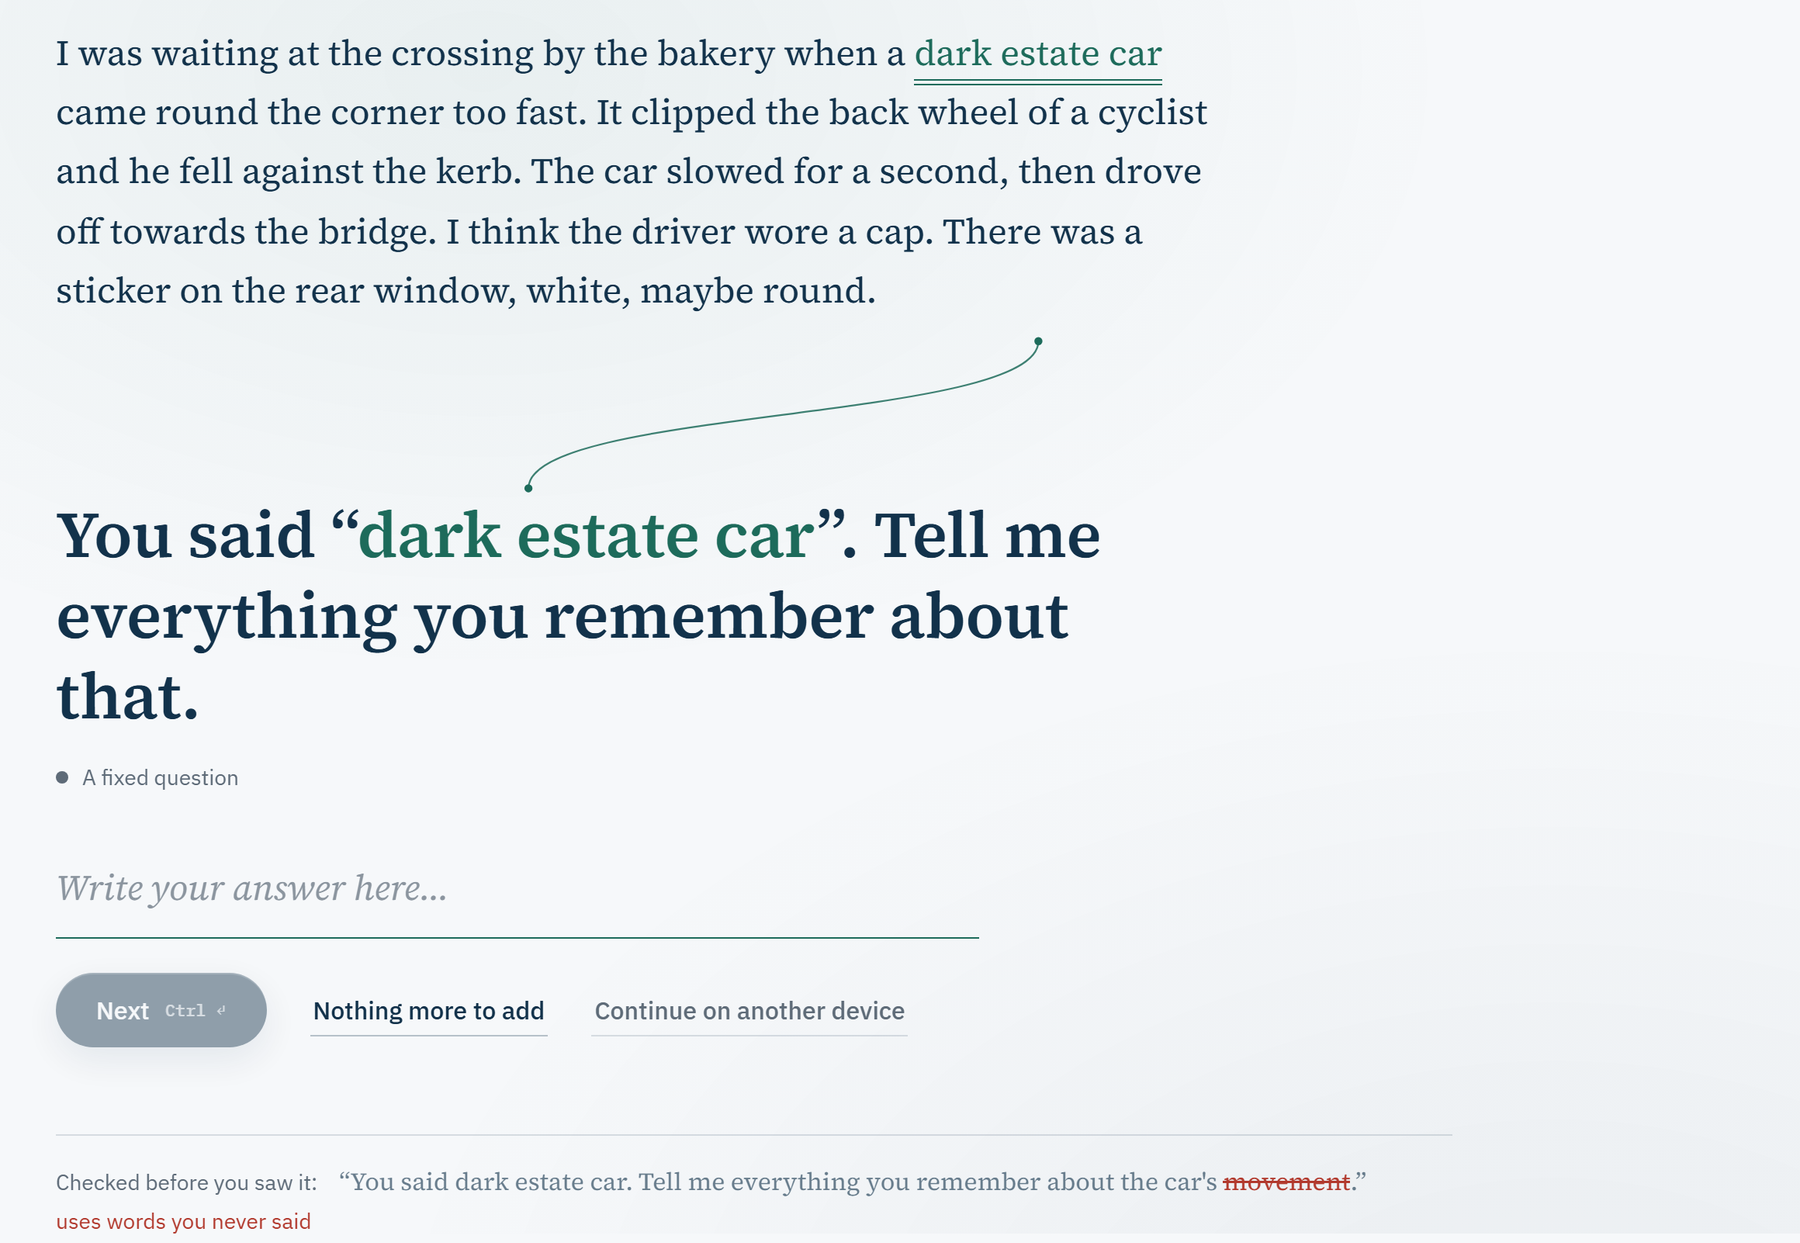 I was waiting at the crossing by the bakery when a dark estate car
came round the corner too fast. It clipped the back wheel of a cyclist
and he fell against the kerb. The car slowed for a second, then drove
off towards the bridge. I think the driver wore a cap. There was a
sticker on the rear window, white, maybe round.
You said “dark estate car”. Tell me
everything you remember about
that.
A fixed question
Write your answer here...
Next Ctrl ↵ Nothing more to add Continue on another device
Checked before you saw it: “You said dark estate car. Tell me everything you remember about the car's movement.”
uses words you never said